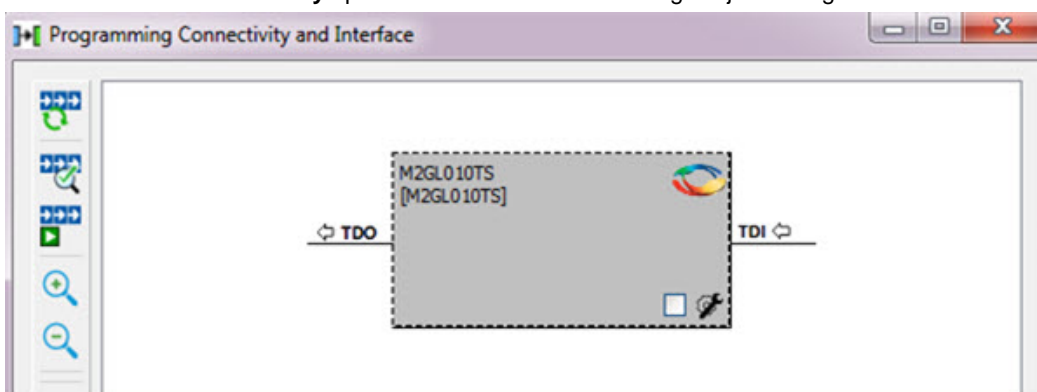 Programming Connectivity and Interface
M2GL010TS
[M2GL010TS]
TDO
TDI